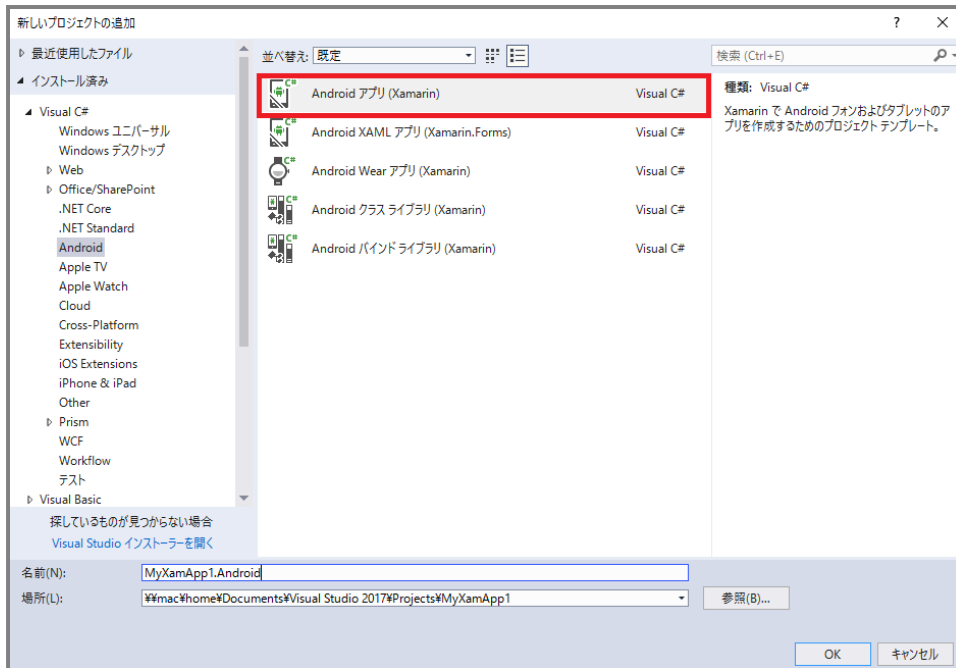 新しいプロジェクトの追加
? ×
最近使用したファイル
インストール済み
Visual C#
Windows ユニバーサル
Windows デスクトップ
Web
Office/SharePoint
.NET Core
.NET Standard
Android
Apple TV
Apple Watch
Cloud
Cross-Platform
Extensibility
iOS Extensions
iPhone & iPad
Other
Prism
WCF
Workflow
テスト
Visual Basic
探しているものが見つからない場合
Visual Studio インストーラーを開く
並べ替え: 既定
C# Android アプリ (Xamarin) Visual C#
C# Android XAML アプリ (Xamarin.Forms) Visual C#
C# Android Wear アプリ (Xamarin) Visual C#
C# Android クラス ライブラリ (Xamarin) Visual C#
C# Android バインド ライブラリ (Xamarin) Visual C#
検索 (Ctrl+E)
種類: Visual C#
Xamarin で Android フォンおよびタブレットのア
プリを作成するためのプロジェクト テンプレート。
名前(N): MyXamApp1.Android
場所(L): ¥¥mac¥home¥Documents¥Visual Studio 2017¥Projects¥MyXamApp1 参照(B)...
OK キャンセル